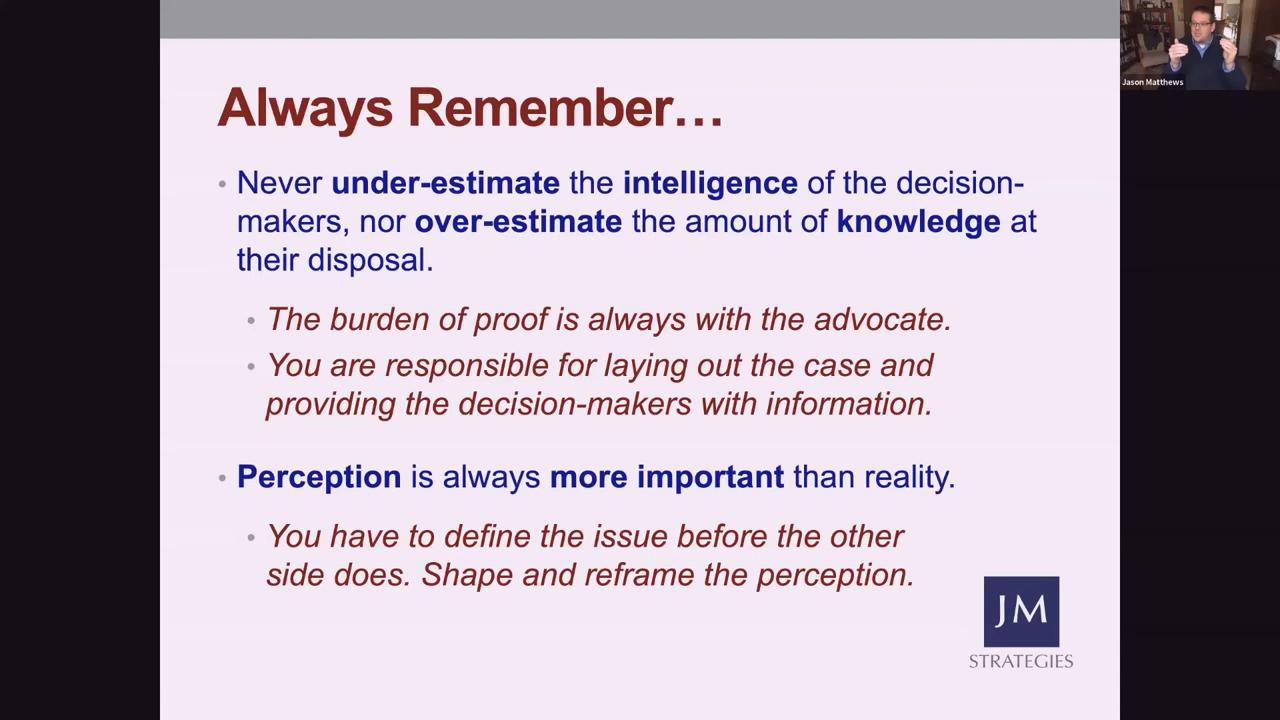 Always Remember…
• Never under-estimate the intelligence of the decision-
makers, nor over-estimate the amount of knowledge at
their disposal.
• The burden of proof is always with the advocate.
• You are responsible for laying out the case and
providing the decision-makers with information.
• Perception is always more important than reality.
• You have to define the issue before the other
side does. Shape and reframe the perception.
JM
STRATEGIES
Jason Matthews